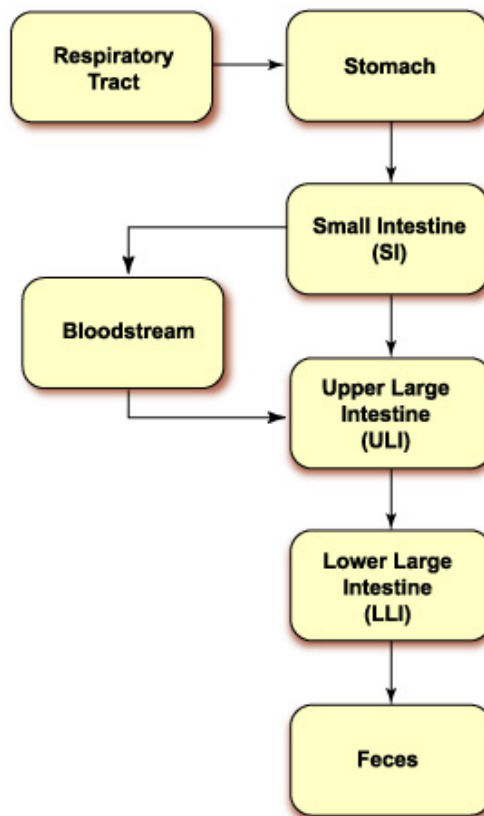 Respiratory
Tract
Stomach
Small Intestine
(SI)
Bloodstream
Upper Large
Intestine
(ULI)
Lower Large
Intestine
(LLI)
Feces